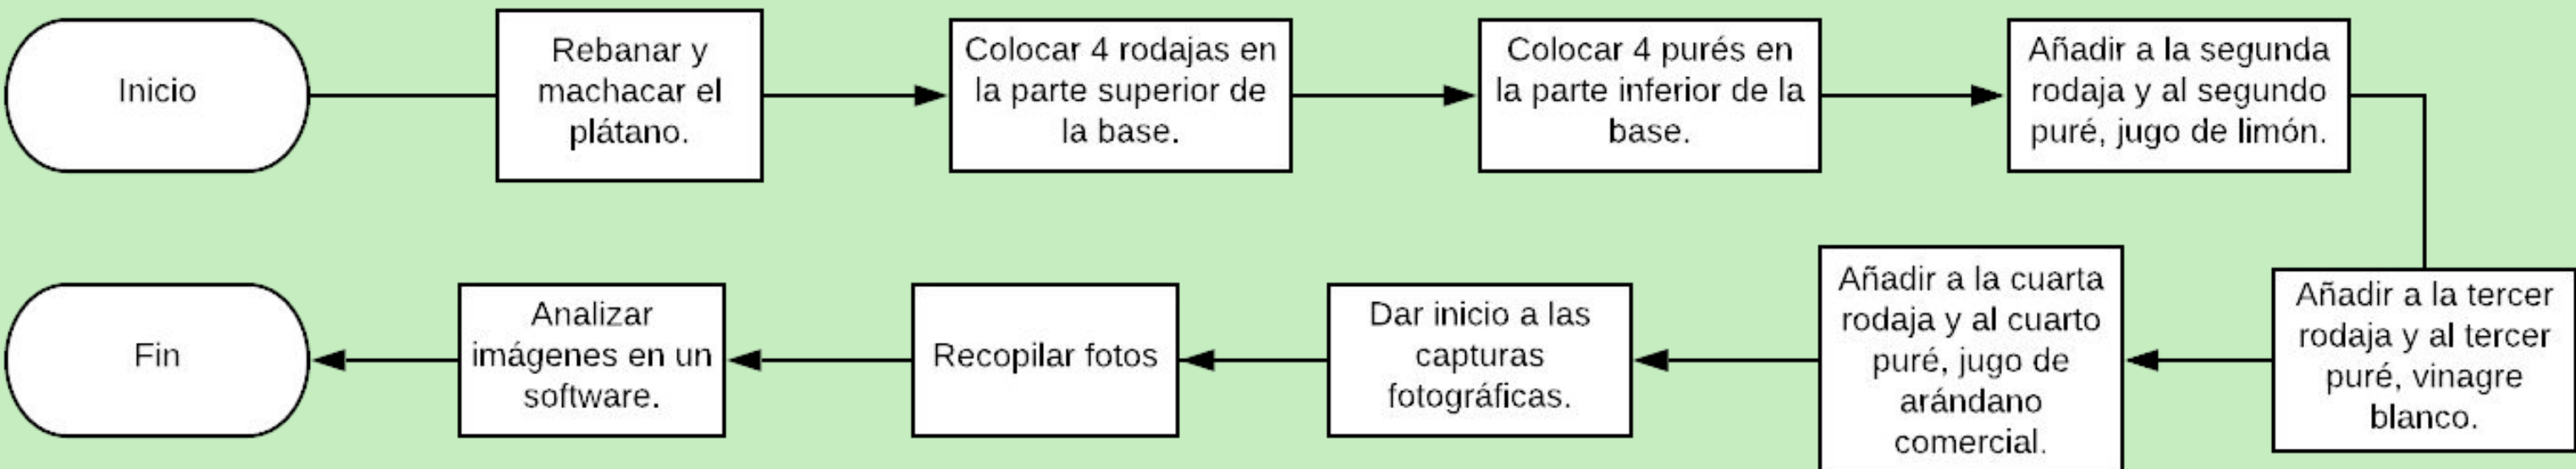 Inicio
Rebanar y
machacar el
plátano.
Colocar 4 rodajas en
la parte superior de
la base.
Colocar 4 purés en
la parte inferior de la
base.
Añadir a la segunda
rodaja y al segundo
puré, jugo de limón.
Añadir a la tercer
rodaja y al tercer
puré, vinagre
blanco.
Añadir a la cuarta
rodaja y al cuarto
puré, jugo de
arándano
comercial.
Dar inicio a las
capturas
fotográficas.
Recopilar fotos
Analizar
imágenes en un
software.
Fin